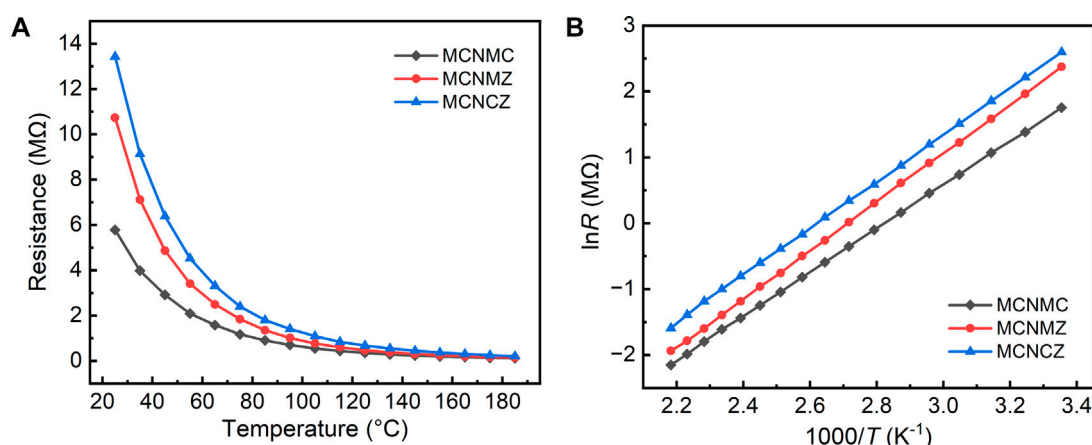 A
Resistance (MΩ)
14
12
10
8
6
4
2
0
MCNMC
MCNMZ
MCNCZ
20 40 60 80 100 120 140 160 180
Temperature (°C)
B
lnR (MΩ)
3
2
1
0
−1
−2
MCNMC
MCNMZ
MCNCZ
2.2 2.4 2.6 2.8 3.0 3.2 3.4
1000/T (K⁻¹)